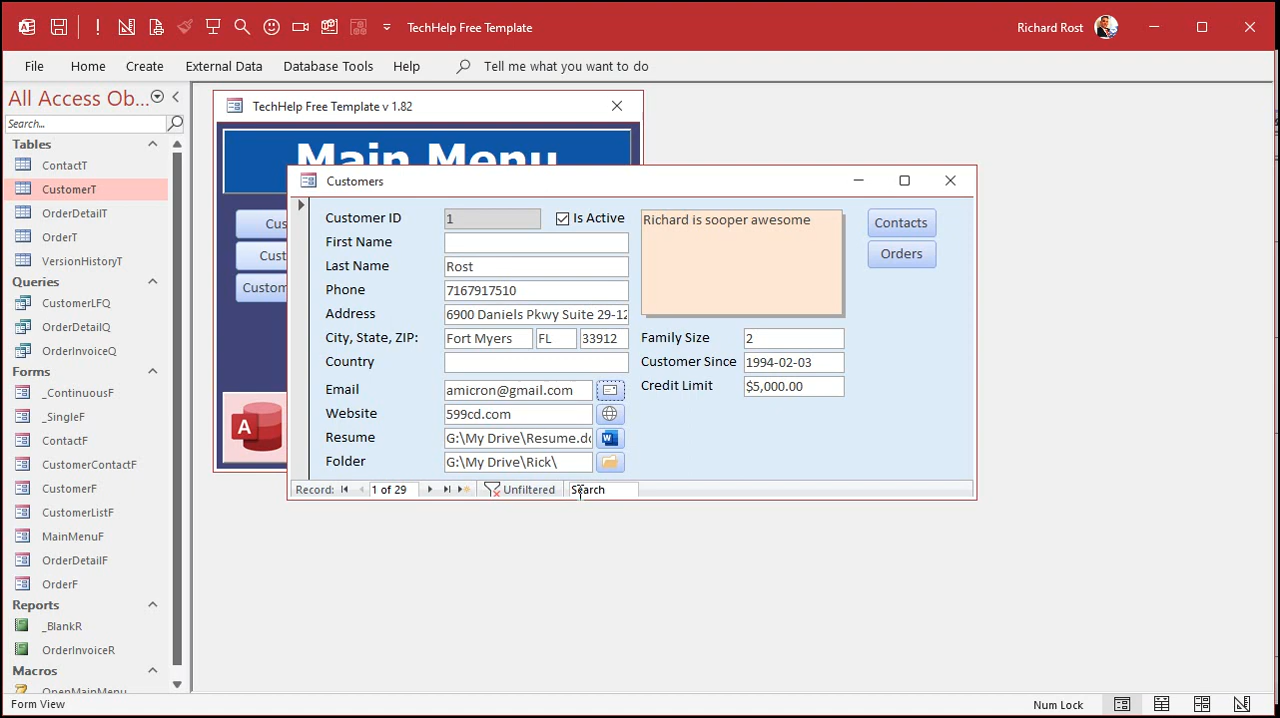 TechHelp Free Template
Richard Rost
File Home Create External Data Database Tools Help Tell me what you want to do
All Access Ob...
Search...
Tables
ContactT
CustomerT
OrderDetailT
OrderT
VersionHistoryT
Queries
CustomerLFQ
OrderDetailQ
OrderInvoiceQ
Forms
_ContinuousF
_SingleF
ContactF
CustomerContactF
CustomerF
CustomerListF
MainMenuF
OrderDetailF
OrderF
Reports
_BlankR
OrderInvoiceR
Macros
OpenMainMenu
TechHelp Free Template v 1.82
Main Menu
Cus
Cust
Custom
A
Customers
Customer ID 1 Is Active
First Name
Last Name Rost
Phone 7167917510
Address 6900 Daniels Pkwy Suite 29-12
City, State, ZIP: Fort Myers FL 33912
Country
Email amicron@gmail.com
Website 599cd.com
Resume G:\My Drive\Resume.do
Folder G:\My Drive\Rick\
Richard is sooper awesome
Family Size 2
Customer Since 1994-02-03
Credit Limit $5,000.00
Contacts
Orders
Record: 1 of 29 Unfiltered Search
Form View
Num Lock